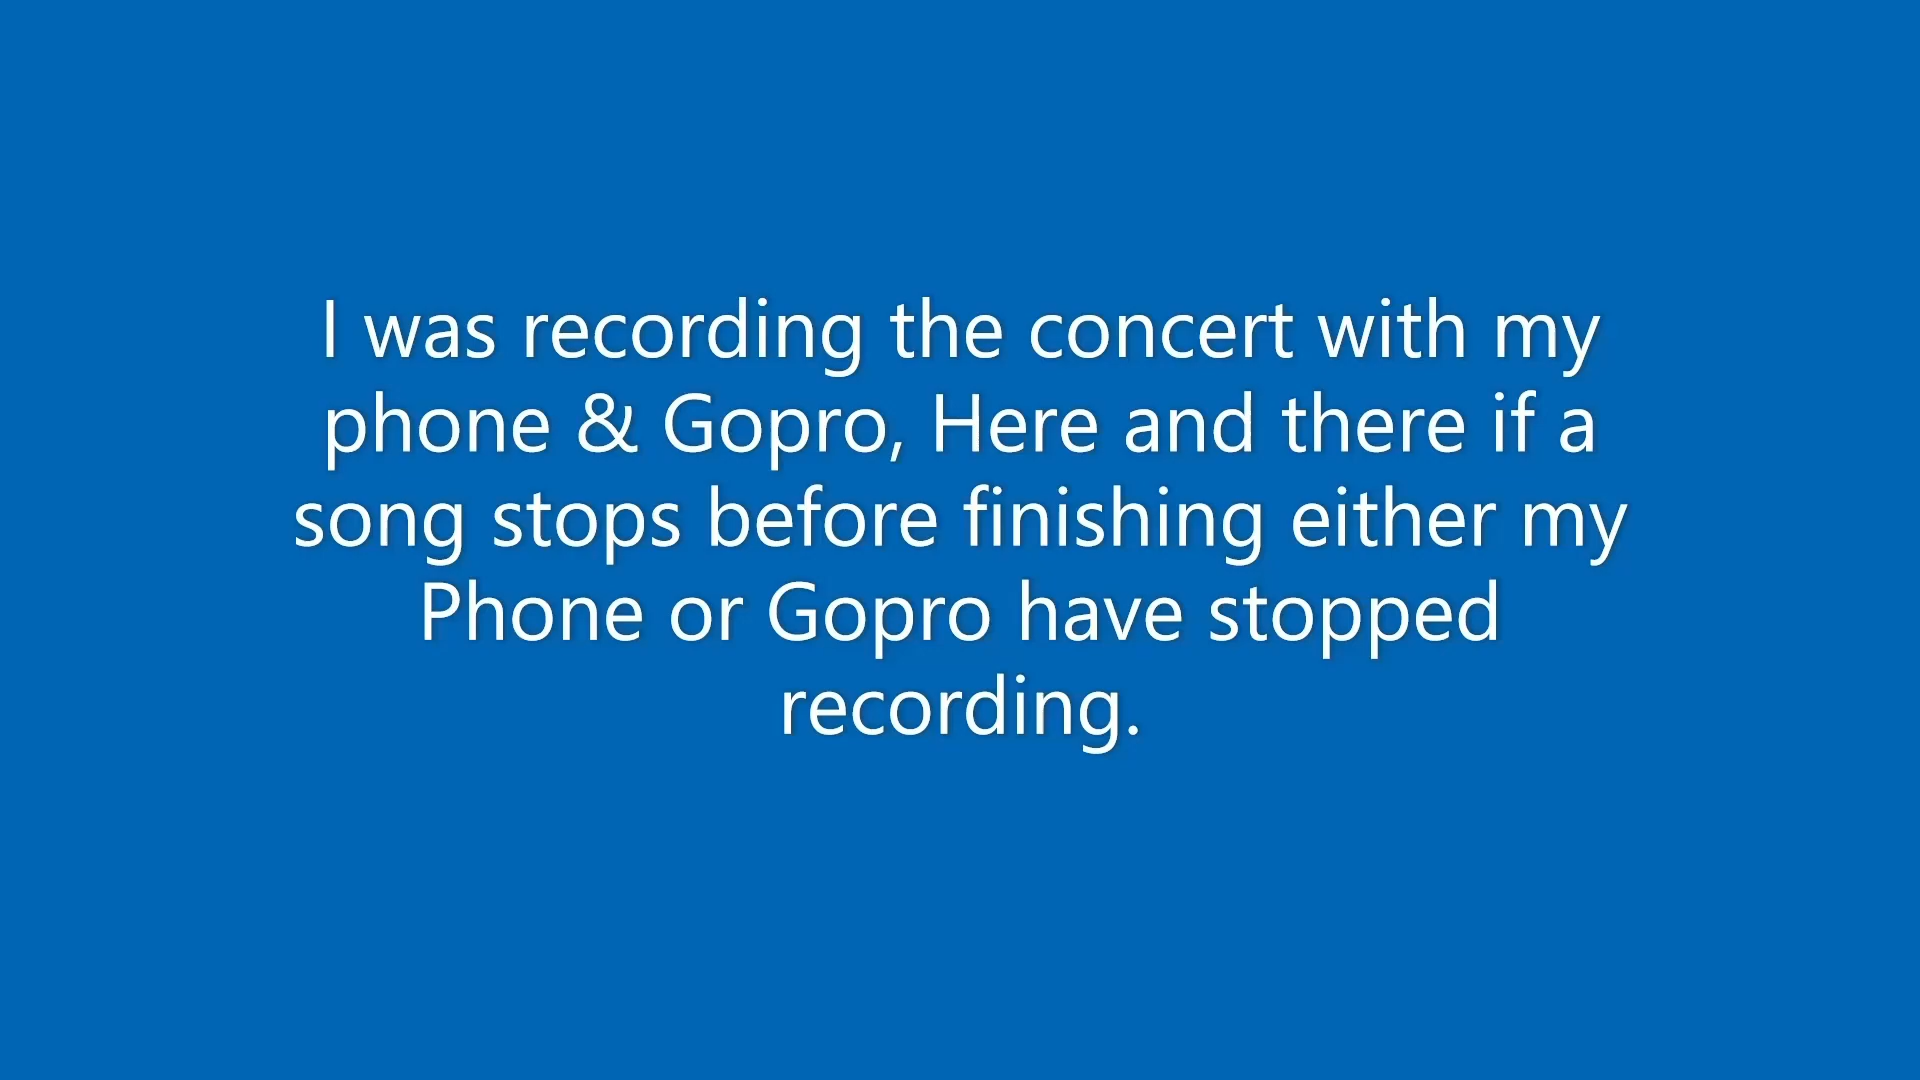 I was recording the concert with my
phone & Gopro, Here and there if a
song stops before finishing either my
Phone or Gopro have stopped
recording.